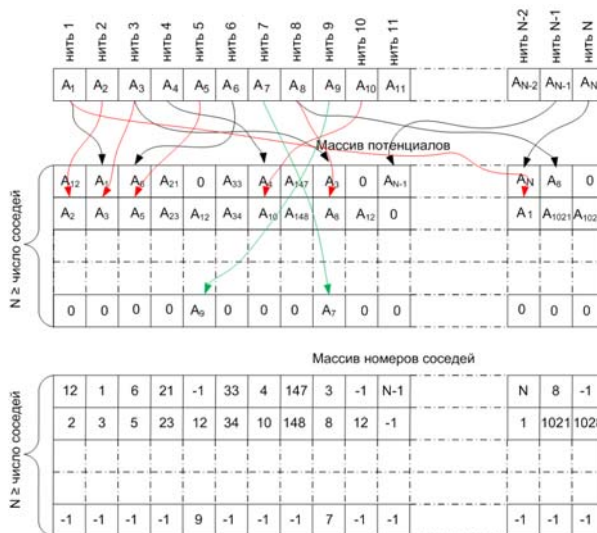 нить 1 нить 2 нить 3 нить 4 нить 5 нить 6 нить 7 нить 8 нить 9 нить 10 нить 11 нить N-2 нить N-1 нить N
A1 A2 A3 A4 A5 A6 A7 A8 A9 A10 A11 AN-2 AN-1 AN
Массив потенциалов
A12 A1 A6 A21 0 A33 A4 A147 A3 0 AN-1 AN A8 0
A2 A3 A5 A23 A12 A34 A10 A148 A8 A12 0 A1 A1021
0 0 0 0 A9 0 0 0 A7 0 0 0 0 0
N ≥ число соседей
Массив номеров соседей
12 1 6 21 -1 33 4 147 3 -1 N-1 N 8 -1
2 3 5 23 12 34 10 148 8 12 -1 1 1021
-1 -1 -1 -1 9 -1 -1 -1 7 -1 -1 -1 -1 -1
N ≥ число соседей